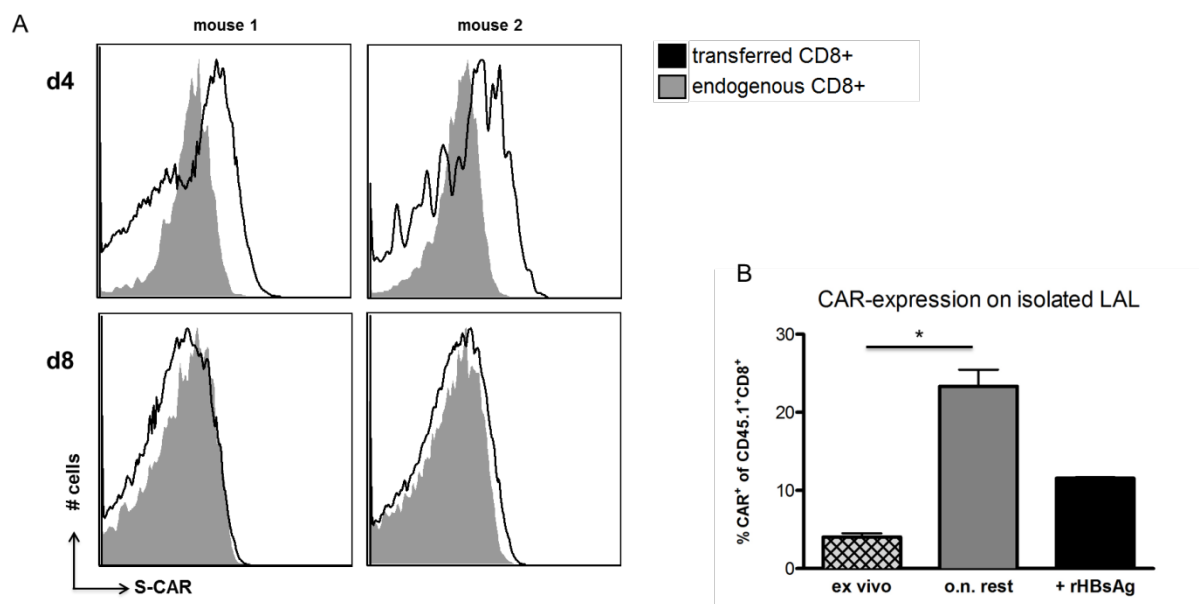 A
mouse 1
mouse 2
transferred CD8+
endogenous CD8+
d4
d8
# cells
S-CAR
B
CAR-expression on isolated LAL
*
% CAR⁺ of CD45.1⁺CD8⁺
30
20
10
0
ex vivo
o.n. rest
+ rHBsAg